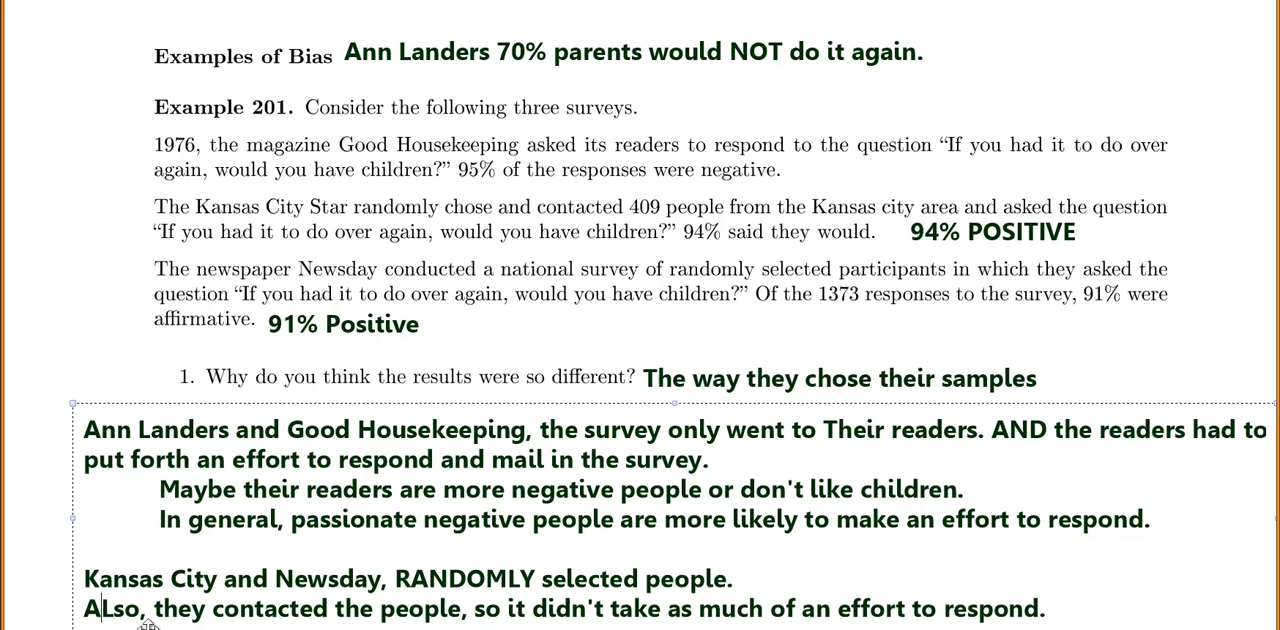 Examples of Bias Ann Landers 70% parents would NOT do it again.
Example 201. Consider the following three surveys.
1976, the magazine Good Housekeeping asked its readers to respond to the question “If you had it to do over
again, would you have children?” 95% of the responses were negative.
The Kansas City Star randomly chose and contacted 409 people from the Kansas city area and asked the question
“If you had it to do over again, would you have children?” 94% said they would. 94% POSITIVE
The newspaper Newsday conducted a national survey of randomly selected participants in which they asked the
question “If you had it to do over again, would you have children?” Of the 1373 responses to the survey, 91% were
affirmative. 91% Positive
1. Why do you think the results were so different? The way they chose their samples
Ann Landers and Good Housekeeping, the survey only went to Their readers. AND the readers had to
put forth an effort to respond and mail in the survey.
Maybe their readers are more negative people or don't like children.
In general, passionate negative people are more likely to make an effort to respond.
Kansas City and Newsday, RANDOMLY selected people.
ALso, they contacted the people, so it didn't take as much of an effort to respond.